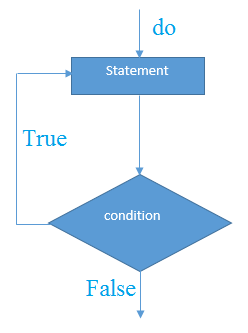 do
Statement
True
condition
False